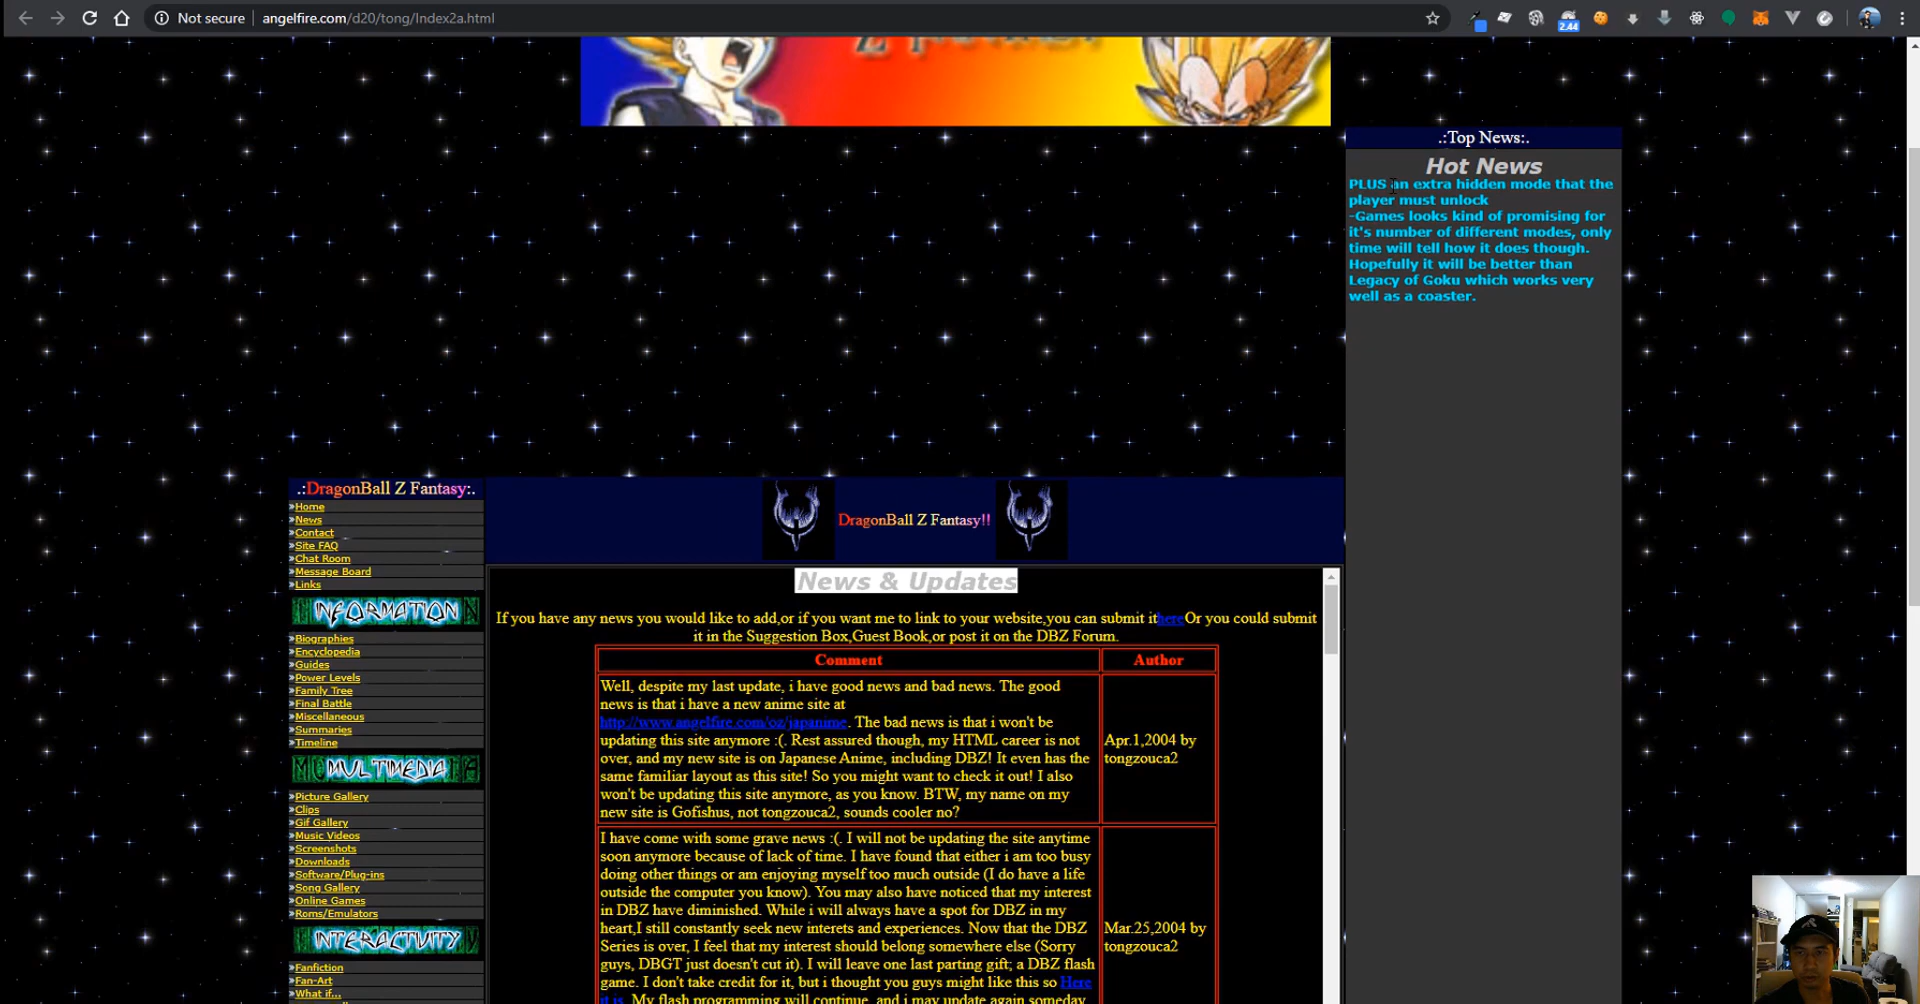 Not secure
angelfire.com/d20/tong/Index2a.html
2.44
.:Top News:.
Hot News
PLUS an extra hidden mode that the
player must unlock
-Games looks kind of promising for
it's number of different modes, only
time will tell how it does though.
Hopefully it will be better than
Legacy of Goku which works very
well as a coaster.
.:DragonBall Z Fantasy:.
»Home
»News
»Contact
»Site FAQ
»Chat Room
»Message Board
»Links
INFORMATION
»Biographies
»Encyclopedia
»Guides
»Power Levels
»Family Tree
»Final Battle
»Miscellaneous
»Summaries
»Timeline
MULTIMEDIA
»Picture Gallery
»Clips
»Gif Gallery
»Music Videos
»Screenshots
»Downloads
»Software/Plug-ins
»Song Gallery
»Online Games
»Roms/Emulators
INTERACTIVITY
»Fanfiction
»Fan-Art
»What if...
DragonBall Z Fantasy!!
News & Updates
If you have any news you would like to add,or if you want me to link to your website,you can submit ithereOr you could submit
it in the Suggestion Box,Guest Book,or post it on the DBZ Forum.
Comment Author
Well, despite my last update, i have good news and bad news. The good
news is that i have a new anime site at
http://www.angelfire.com/oz/japanime. The bad news is that i won't be
updating this site anymore :(. Rest assured though, my HTML career is not
over, and my new site is on Japanese Anime, including DBZ! It even has the
same familiar layout as this site! So you might want to check it out! I also
won't be updating this site anymore, as you know. BTW, my name on my
new site is Gofishus, not tongzouca2, sounds cooler no?
Apr.1,2004 by
tongzouca2
I have come with some grave news :(. I will not be updating the site anytime
soon anymore because of lack of time. I have found that either i am too busy
doing other things or am enjoying myself too much outside (I do have a life
outside the computer you know). You may also have noticed that my interest
in DBZ have diminished. While i will always have a spot for DBZ in my
heart,I still constantly seek new interets and experiences. Now that the DBZ
Series is over, I feel that my interest should belong somewhere else (Sorry
guys, DBGT just doesn't cut it). I will leave one last parting gift; a DBZ flash
game. I don't take credit for it, but i thought you guys might like this so Here
it is. My flash programming will continue, and i may update again someday
Mar.25,2004 by
tongzouca2